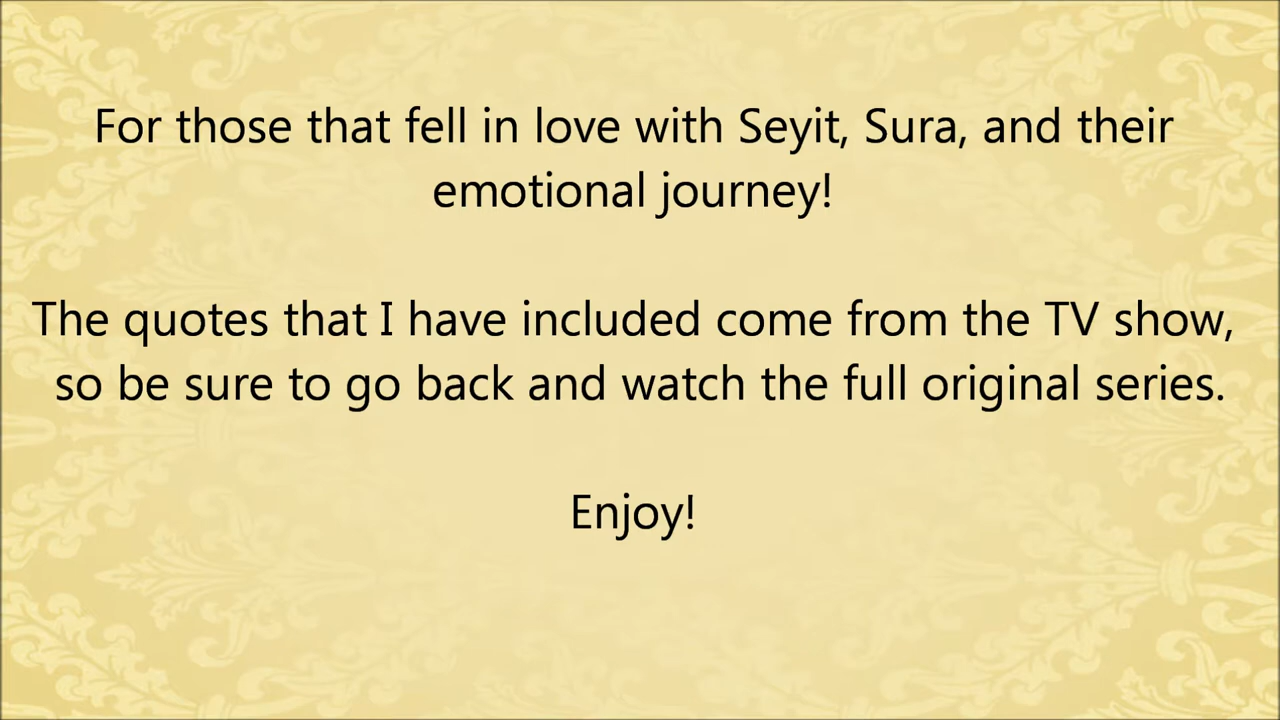 For those that fell in love with Seyit, Sura, and their
emotional journey!
The quotes that I have included come from the TV show,
so be sure to go back and watch the full original series.
Enjoy!